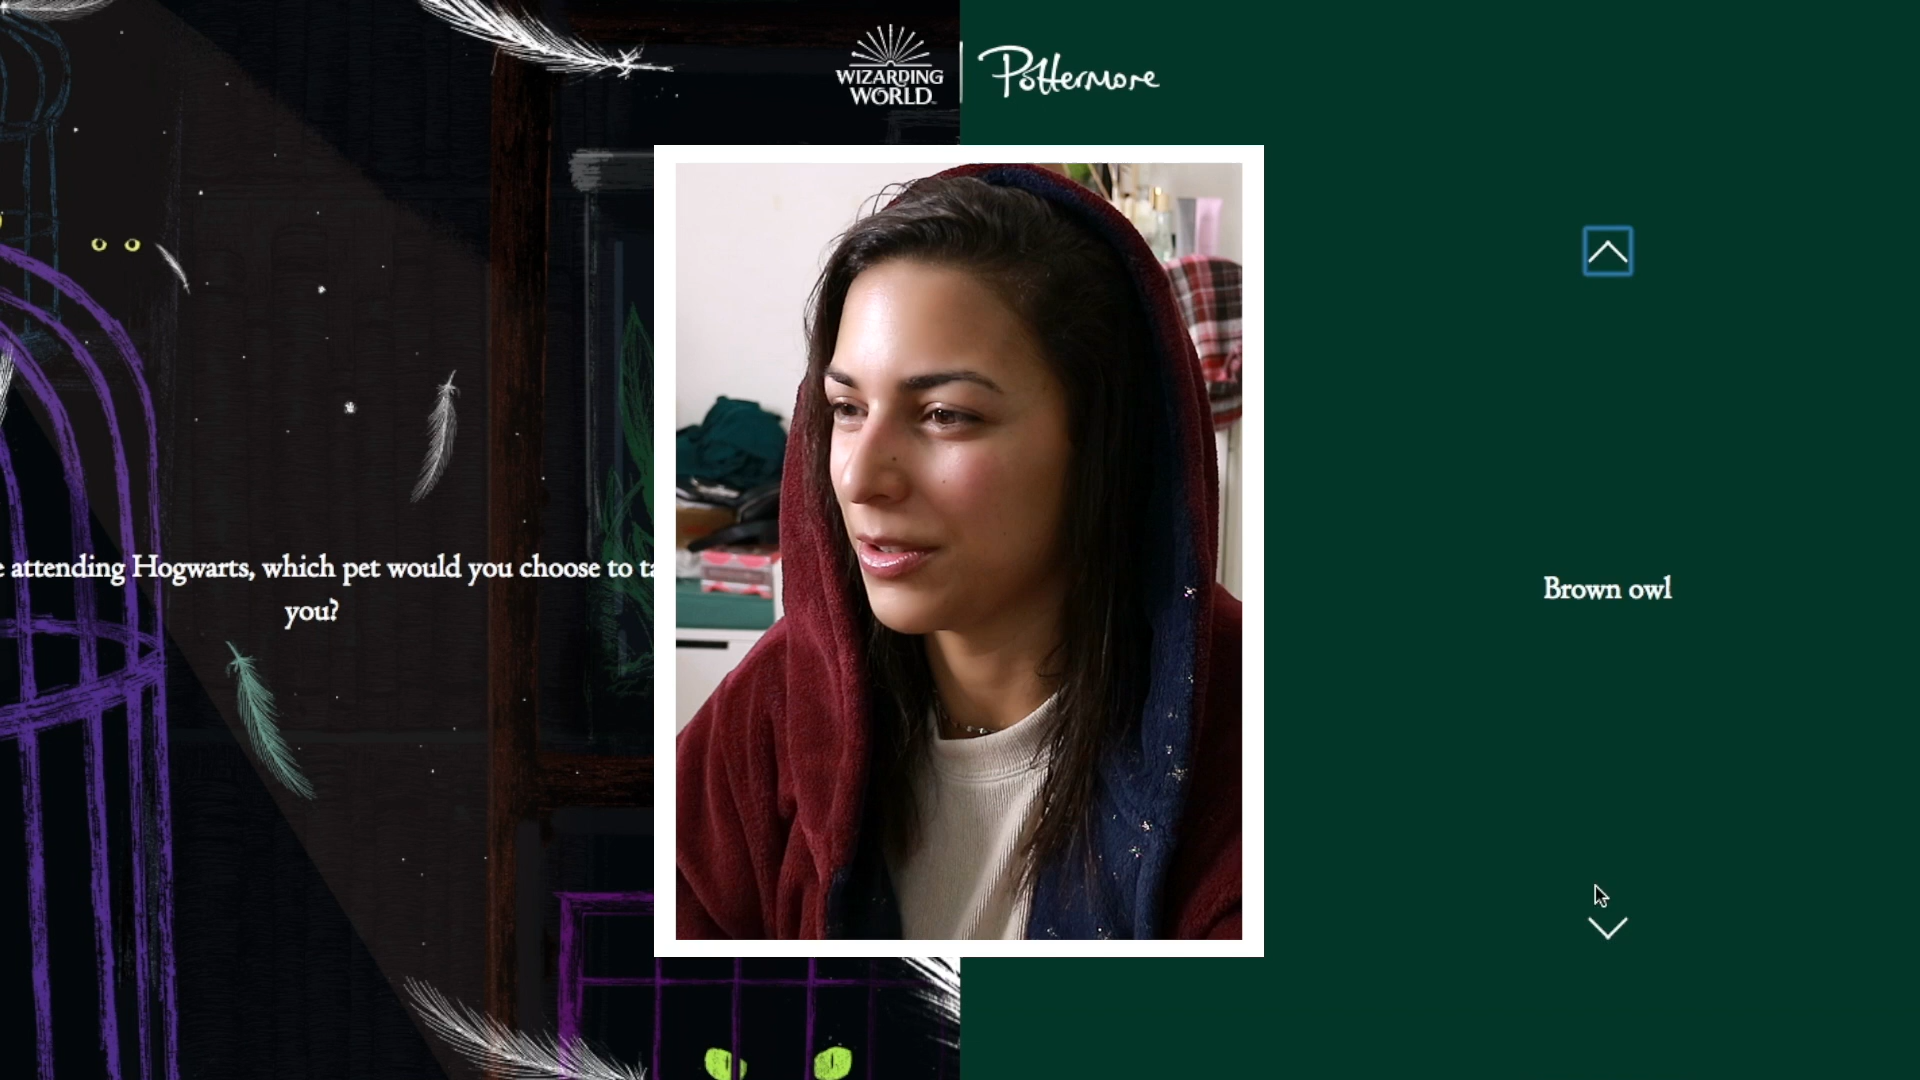 WIZARDING
WORLD
Pottermore
attending Hogwarts, which pet would you choose to
you?
Brown owl